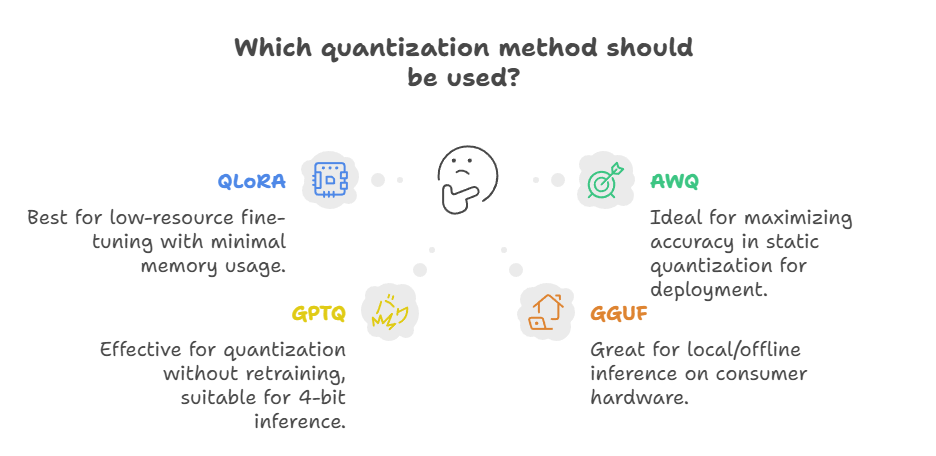 Which quantization method should
be used?
QLoRA
Best for low-resource fine-
tuning with minimal
memory usage.
AWQ
Ideal for maximizing
accuracy in static
quantization for
deployment.
GPTQ
Effective for quantization
without retraining,
suitable for 4-bit
inference.
GGUF
Great for local/offline
inference on consumer
hardware.